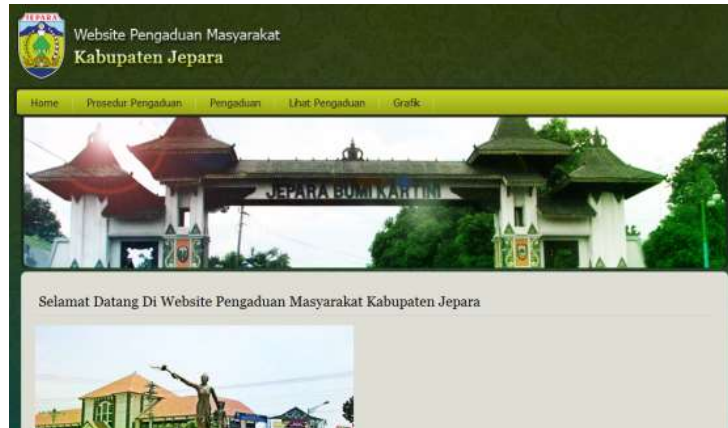 JEPARA
Website Pengaduan Masyarakat
Kabupaten Jepara
Home Prosedur Pengaduan Pengaduan Lihat Pengaduan Grafik
JEPARA BUMI KARTINI
Selamat Datang Di Website Pengaduan Masyarakat Kabupaten Jepara